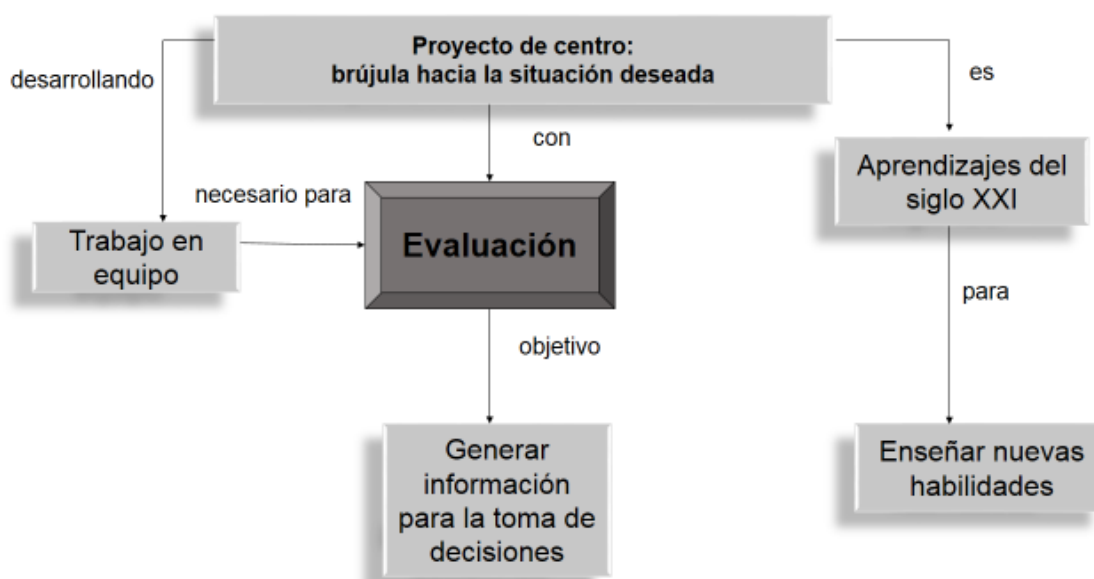 Proyecto de centro:
brújula hacia la situación deseada
desarrollando
es
con
Aprendizajes del
siglo XXI
necesario para
Trabajo en
equipo
Evaluación
para
objetivo
Generar
información
para la toma de
decisiones
Enseñar nuevas
habilidades